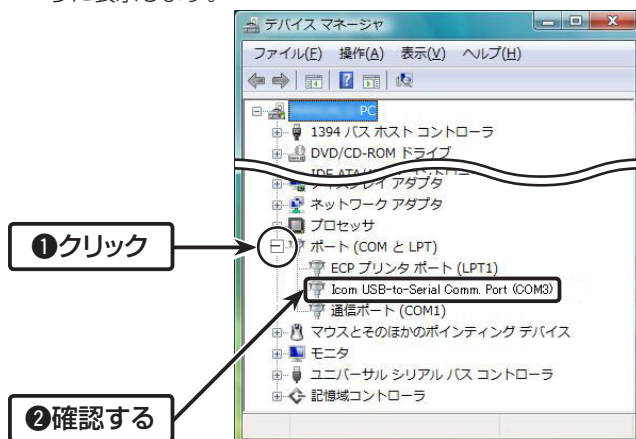 うに表示します。
デバイス マネージャ
ファイル(F) 操作(A) 表示(V) ヘルプ(H)
PC
1394 バス ホスト コントローラ
DVD/CD-ROM ドライブ
ディスプレイ アダプタ
ネットワーク アダプタ
プロセッサ
❶クリック
ポート (COM と LPT)
ECP プリンタ ポート (LPT1)
Icom USB-to-Serial Comm. Port (COM3)
通信ポート (COM1)
マウスとそのほかのポインティング デバイス
モニタ
ユニバーサル シリアル バス コントローラ
記憶域コントローラ
❷確認する